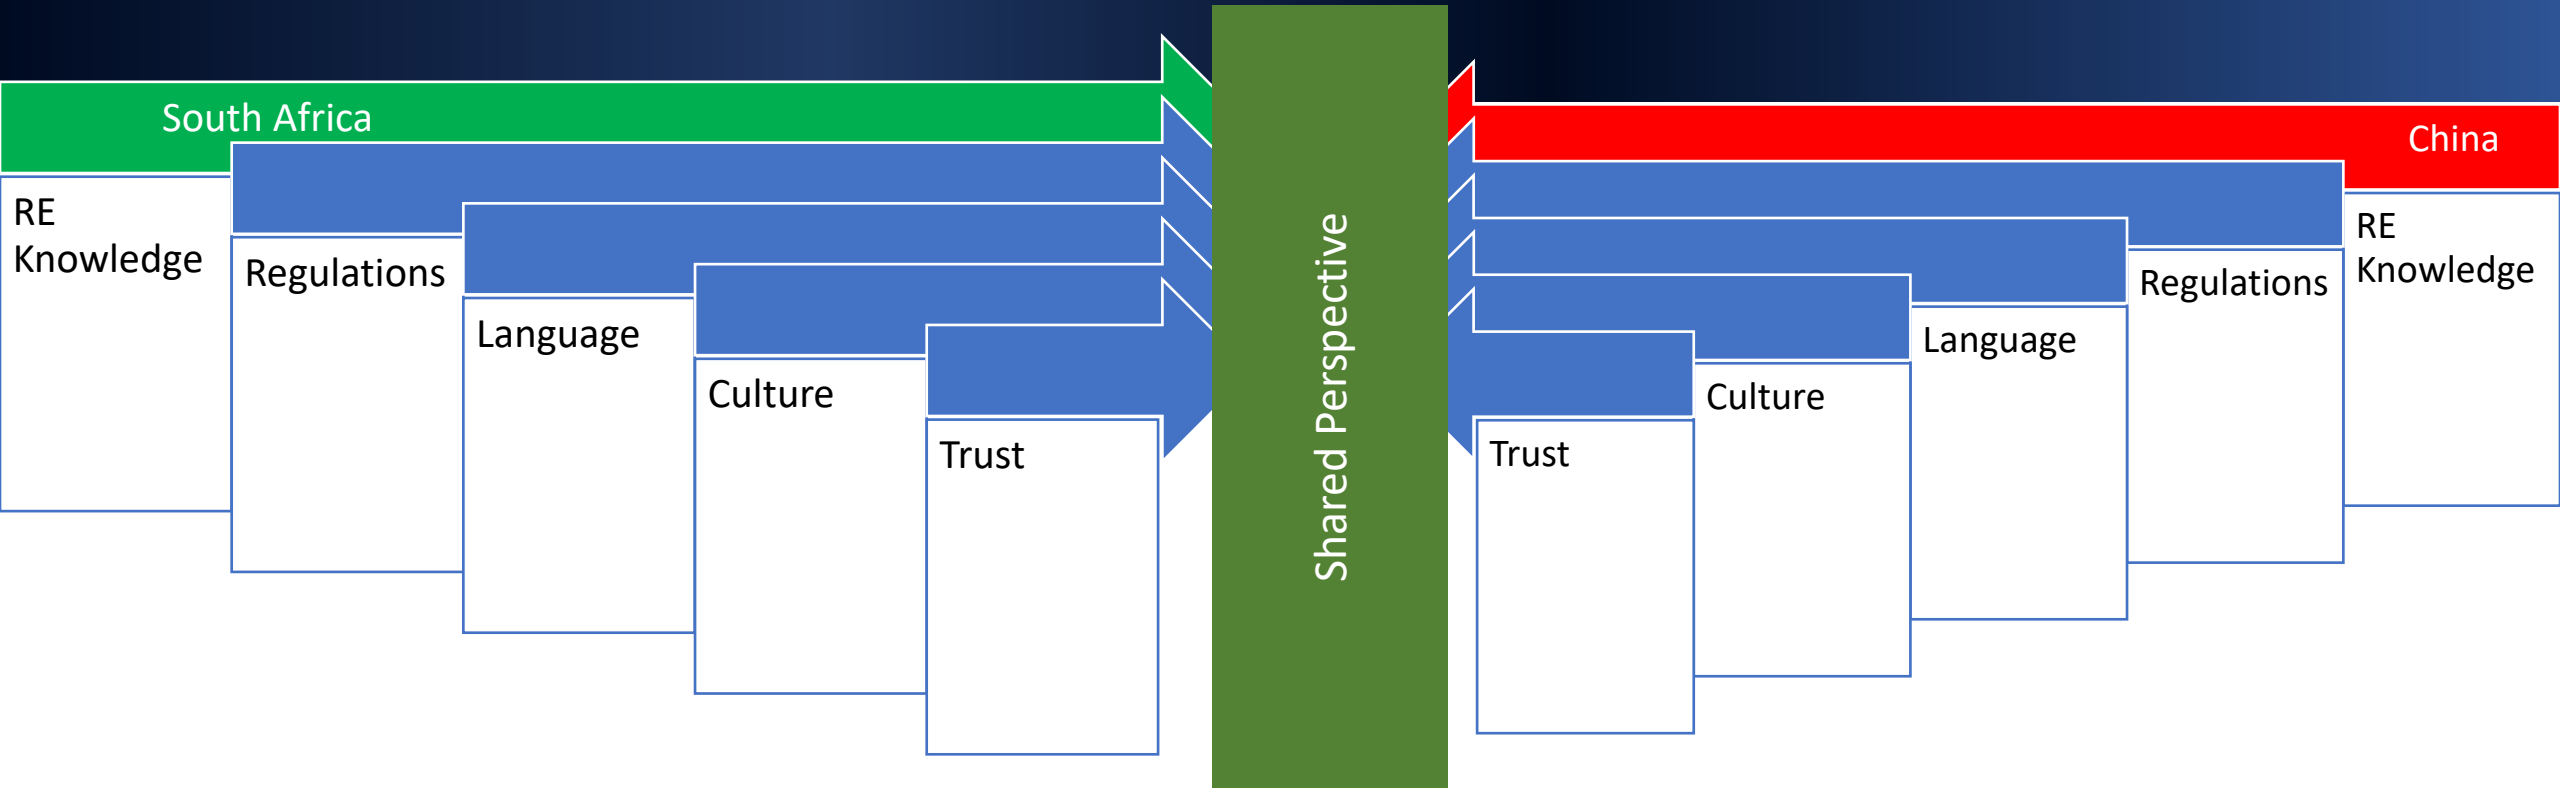 South Africa
RE
Knowledge
Regulations
Language
Culture
Trust
Shared Perspective
China
RE
Knowledge
Regulations
Language
Culture
Trust